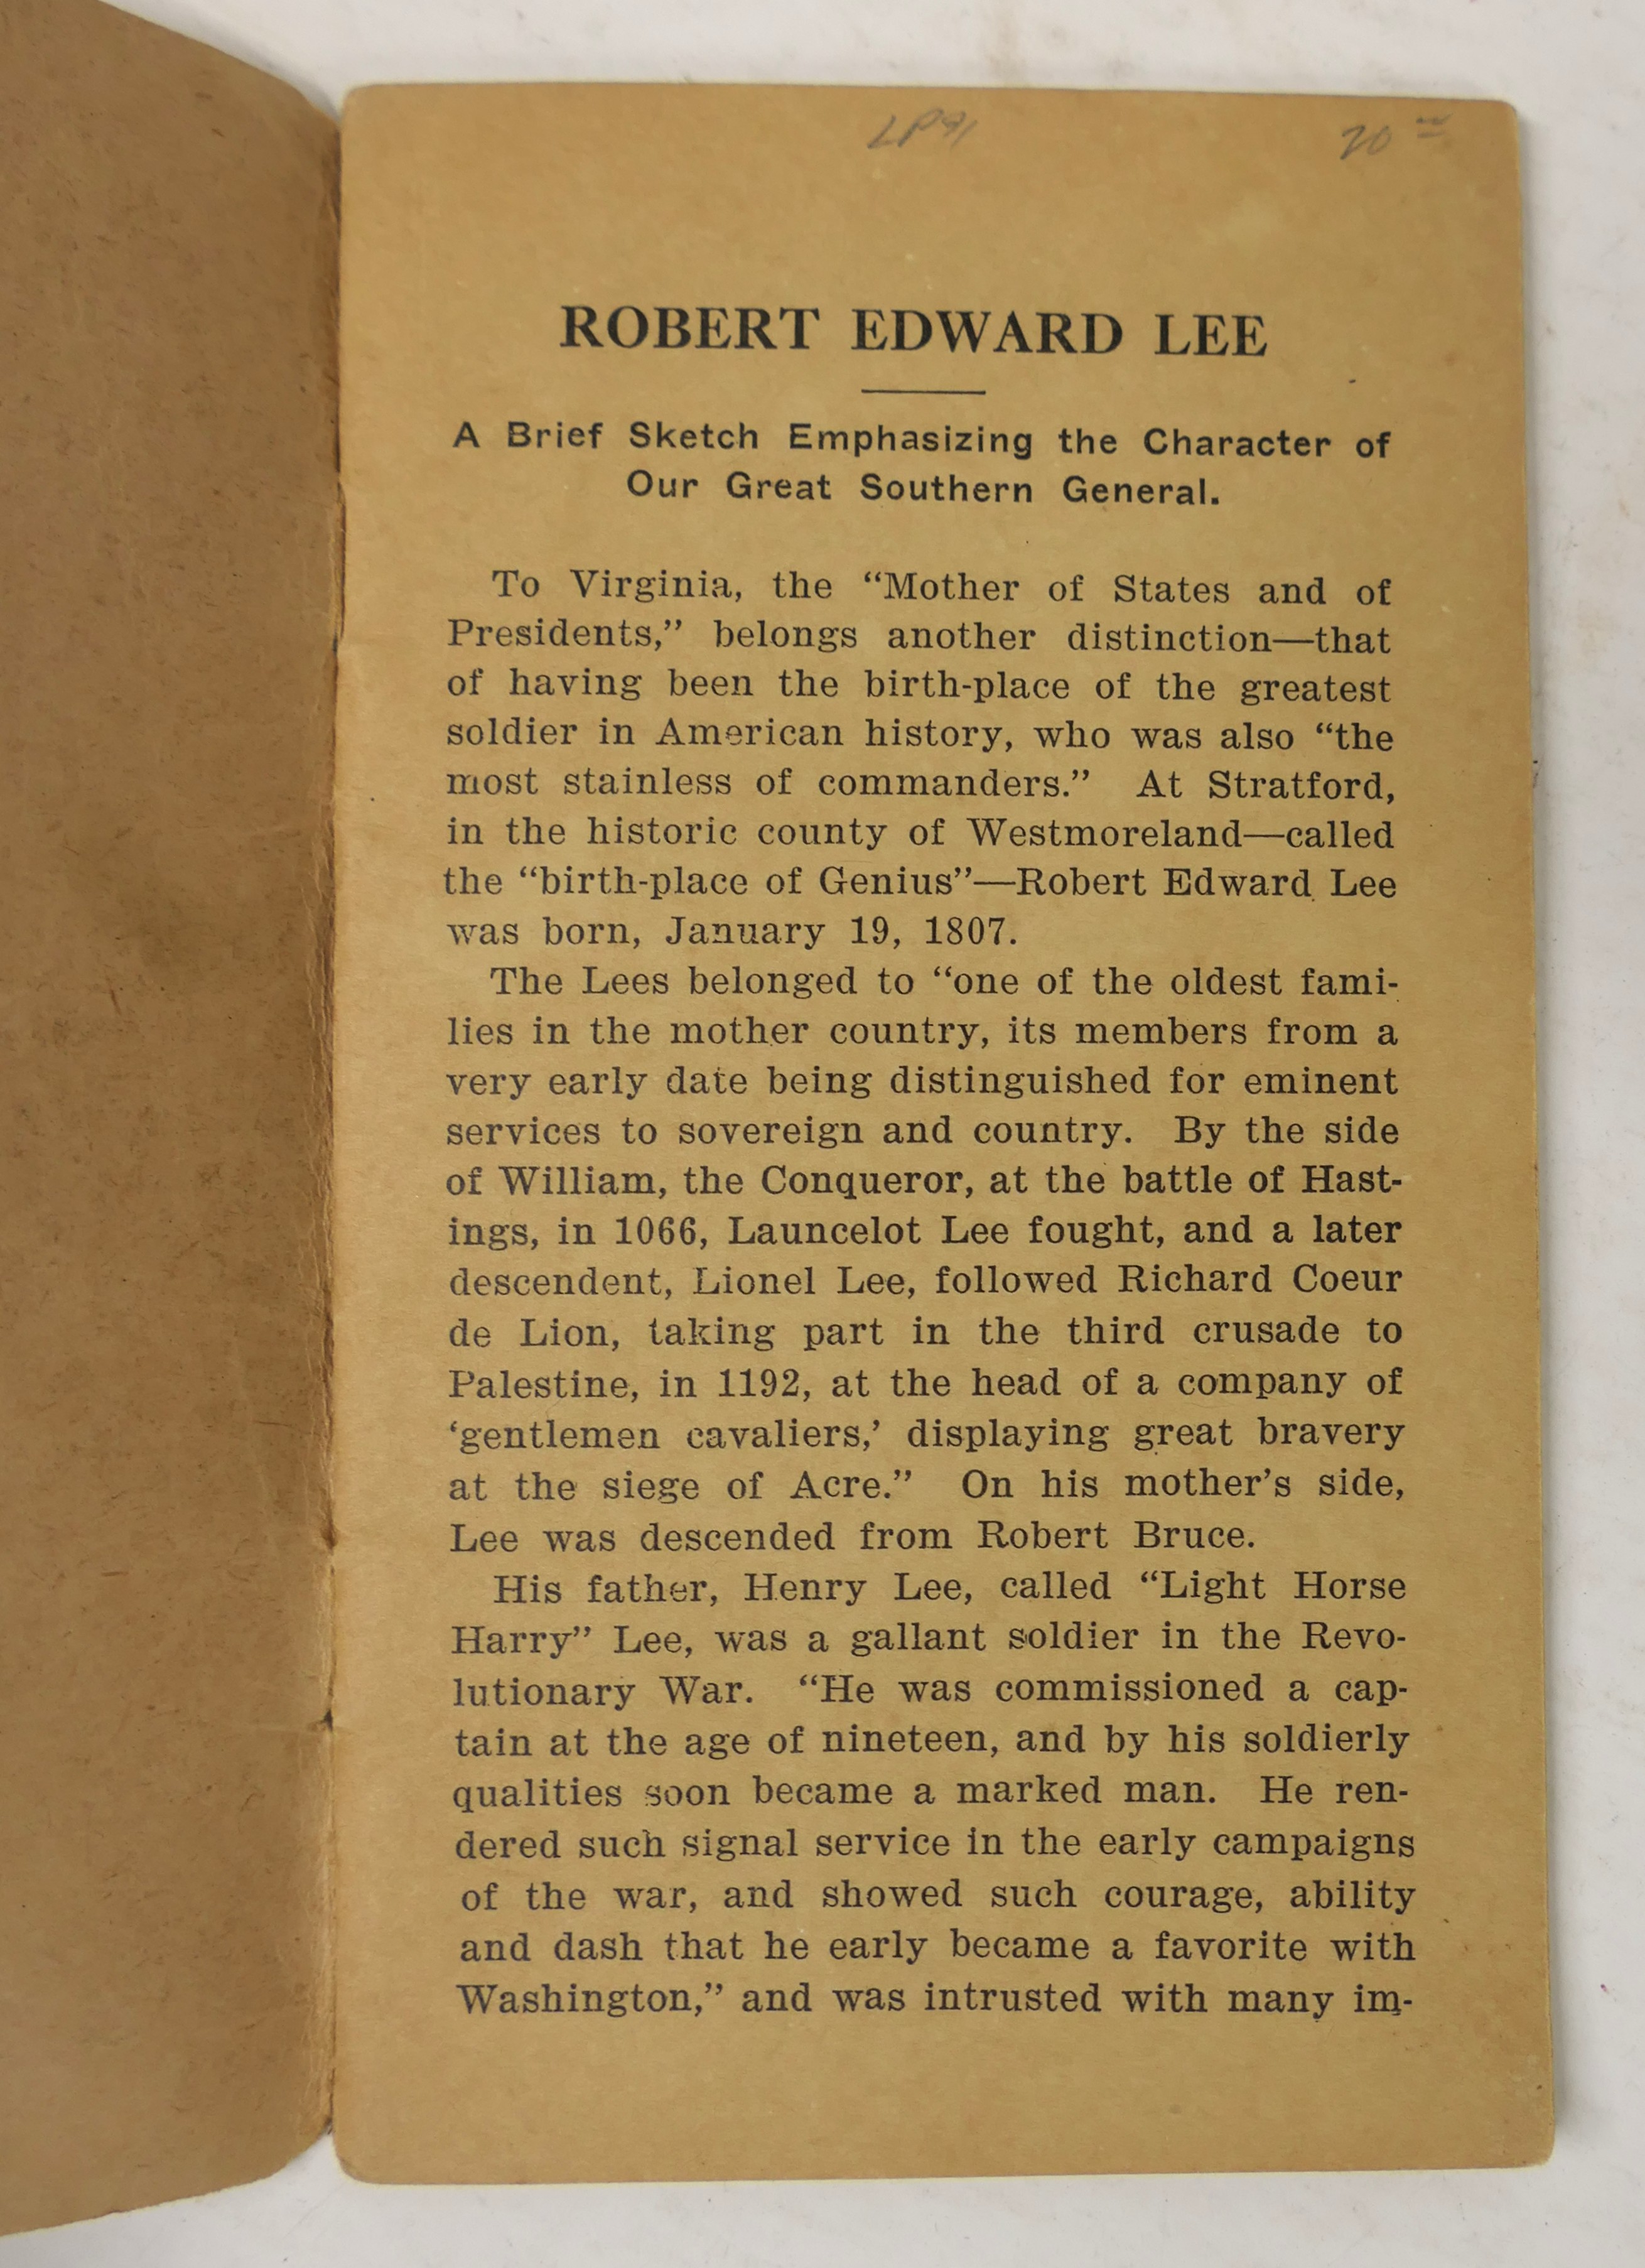 LP91
20
ROBERT EDWARD LEE
A Brief Sketch Emphasizing the Character of
Our Great Southern General.
To Virginia, the “Mother of States and of
Presidents,” belongs another distinction—that
of having been the birth-place of the greatest
soldier in American history, who was also “the
most stainless of commanders.” At Stratford,
in the historic county of Westmoreland—called
the “birth-place of Genius”—Robert Edward Lee
was born, January 19, 1807.
The Lees belonged to “one of the oldest fami-
lies in the mother country, its members from a
very early date being distinguished for eminent
services to sovereign and country. By the side
of William, the Conqueror, at the battle of Hast-
ings, in 1066, Launcelot Lee fought, and a later
descendent, Lionel Lee, followed Richard Coeur
de Lion, taking part in the third crusade to
Palestine, in 1192, at the head of a company of
‘gentlemen cavaliers,’ displaying great bravery
at the siege of Acre.” On his mother’s side,
Lee was descended from Robert Bruce.
His father, Henry Lee, called “Light Horse
Harry” Lee, was a gallant soldier in the Revo-
lutionary War. “He was commissioned a cap-
tain at the age of nineteen, and by his soldierly
qualities soon became a marked man. He ren-
dered such signal service in the early campaigns
of the war, and showed such courage, ability
and dash that he early became a favorite with
Washington,” and was intrusted with many im-